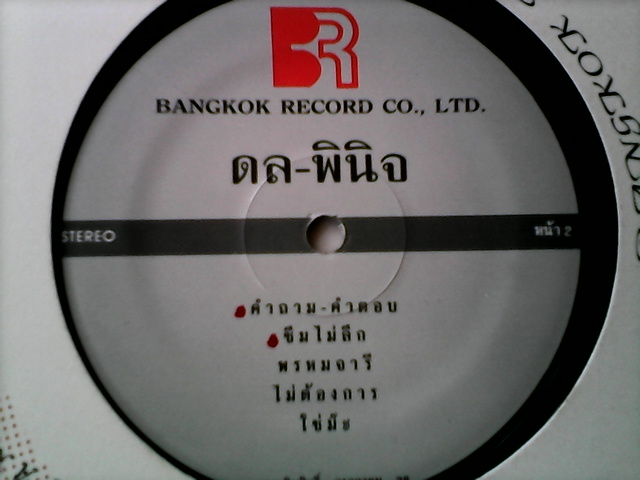 BR
BANGKOK RECORD CO., LTD.
ดล-พินิจ
STEREO
หน้า 2
คำถาม-คำตอบ
ซึมไม่ลึก
พรหมจารี
ไม่ต้องการ
ใช่มั๊ย